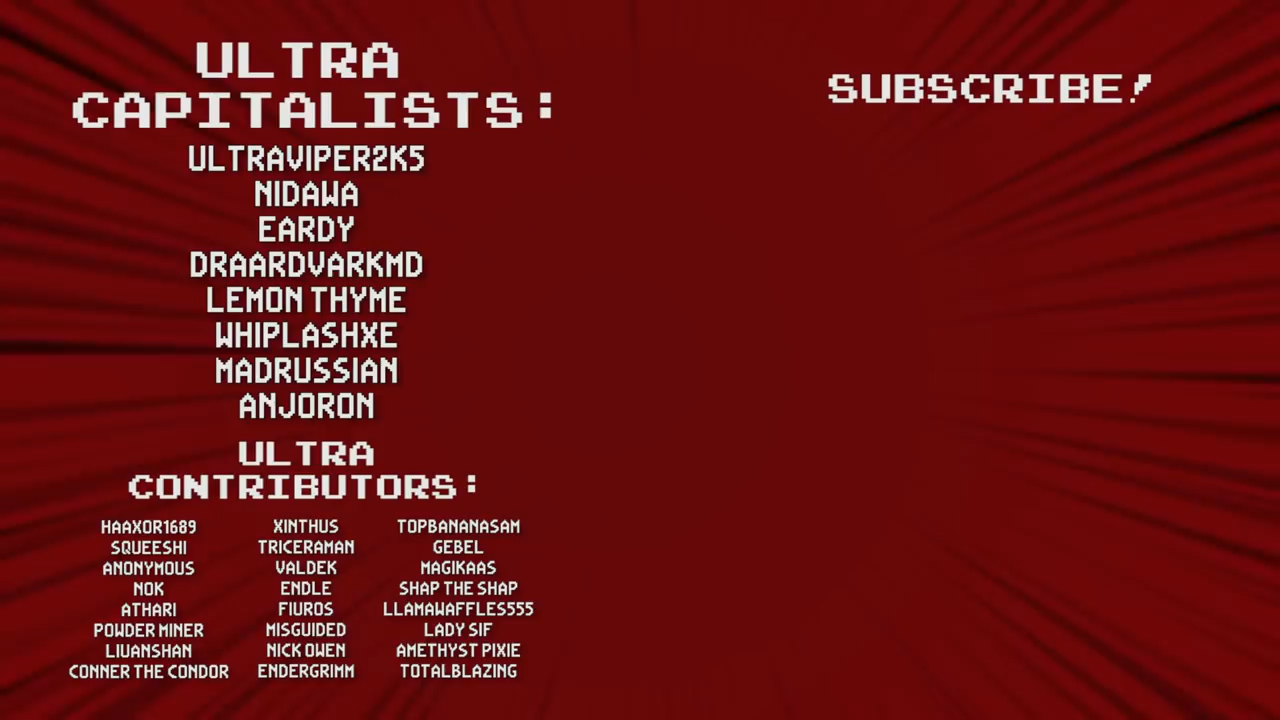 ULTRA
CAPITALISTS:
ULTRAVIPER2K5
NIDAWA
EARDY
DRAARDVARKMD
LEMON THYME
WHIPLASHXE
MADRUSSIAN
ANJORON
ULTRA
CONTRIBUTORS:
HAAXOR1689
SQUEESHI
ANONYMOUS
NOK
ATHARI
POWDER MINER
LIUANSHAN
CONNER THE CONDOR
XINTHUS
TRICERAMAN
VALDEK
ENDLE
FIUROS
MISGUIDED
NICK OWEN
ENDERGRIMM
TOPBANANASAM
GEBEL
MAGIKAAS
SHAP THE SHAP
LLAMAWAFFLES555
LADY SIF
AMETHYST PIXIE
TOTALBLAZING
SUBSCRIBE!